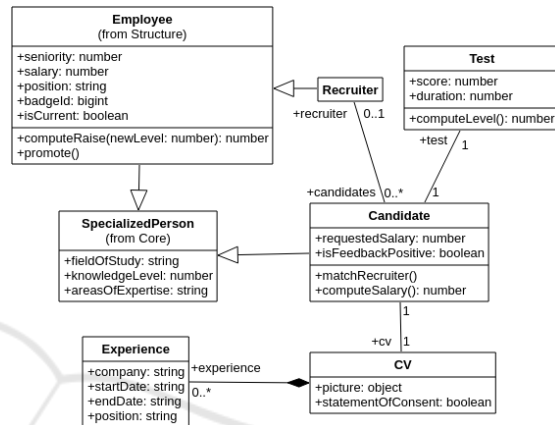 Employee
(from Structure)
+seniority: number
+salary: number
+position: string
+badgeId: bigint
+isCurrent: boolean
+computeRaise(newLevel: number): number
+promote()
Recruiter
+recruiter
0..1
Test
+score: number
+duration: number
+computeLevel(): number
+test
1
+candidates
0..*
1
SpecializedPerson
(from Core)
+fieldOfStudy: string
+knowledgeLevel: number
+areasOfExpertise: string
Candidate
+requestedSalary: number
+isFeedbackPositive: boolean
+matchRecruiter()
+computeSalary(): number
1
+cv
1
Experience
+company: string
+startDate: string
+endDate: string
+position: string
+experience
0..*
CV
+picture: object
+statementOfConsent: boolean